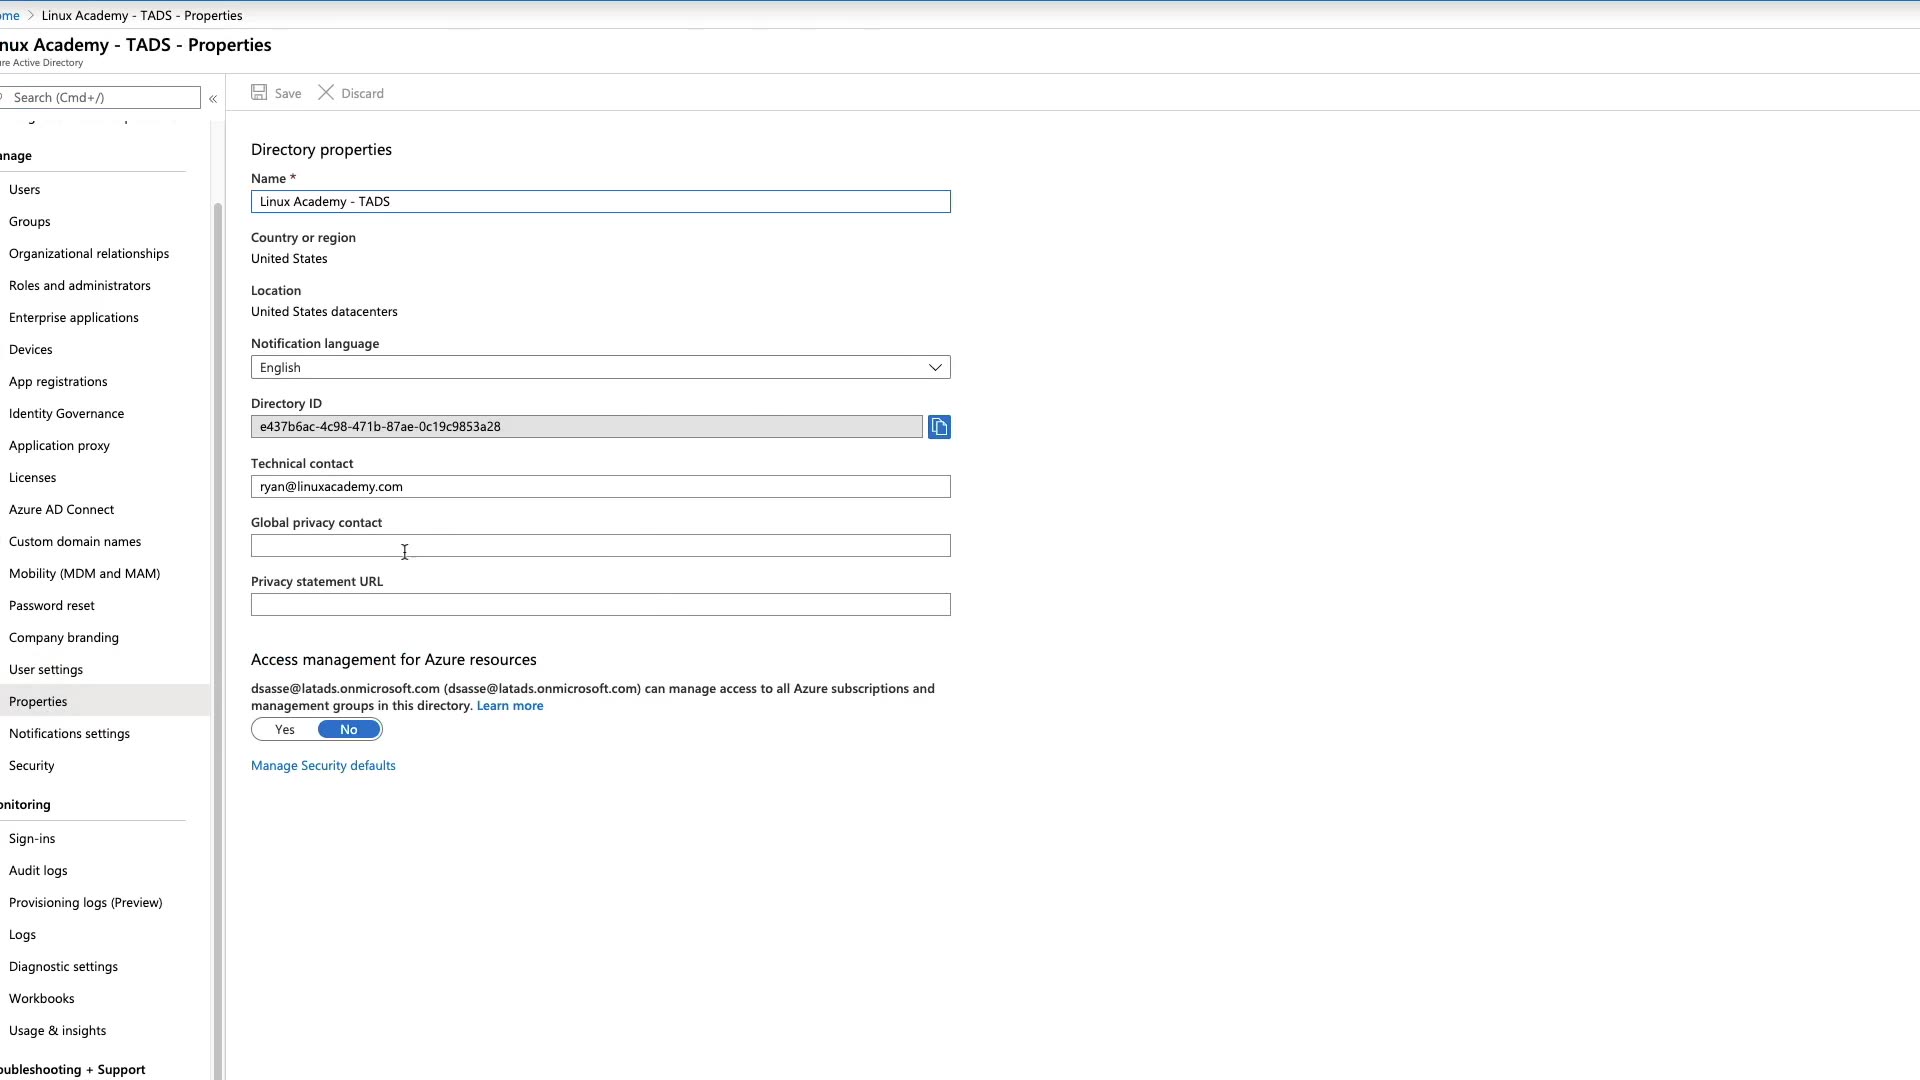 ome > Linux Academy - TADS - Properties
nux Academy - TADS - Properties
re Active Directory
Search (Cmd+/)
«
Save
Discard
anage
Users
Groups
Organizational relationships
Roles and administrators
Enterprise applications
Devices
App registrations
Identity Governance
Application proxy
Licenses
Azure AD Connect
Custom domain names
Mobility (MDM and MAM)
Password reset
Company branding
User settings
Properties
Notifications settings
Security
onitoring
Sign-ins
Audit logs
Provisioning logs (Preview)
Logs
Diagnostic settings
Workbooks
Usage & insights
oubleshooting + Support
Directory properties
Name *
Linux Academy - TADS
Country or region
United States
Location
United States datacenters
Notification language
English
Directory ID
e437b6ac-4c98-471b-87ae-0c19c9853a28
Technical contact
ryan@linuxacademy.com
Global privacy contact
Privacy statement URL
Access management for Azure resources
dsasse@latads.onmicrosoft.com (dsasse@latads.onmicrosoft.com) can manage access to all Azure subscriptions and
management groups in this directory. Learn more
Yes No
Manage Security defaults